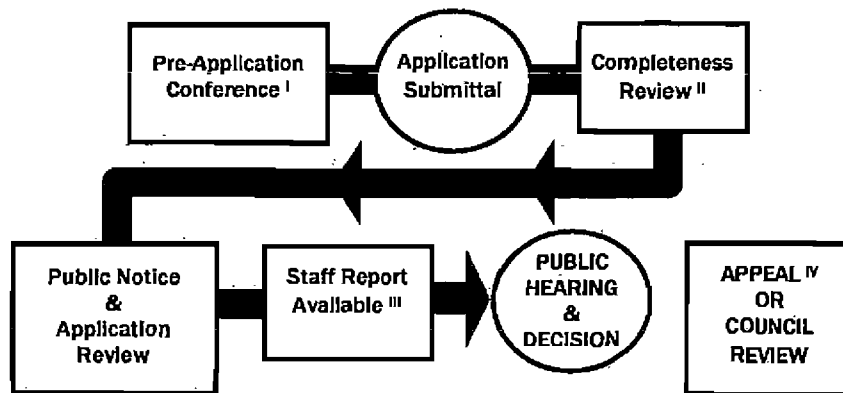 Pre-Application
Conference I
Application
Submittal
Completeness
Review II
Public Notice
&
Application
Review
Staff Report
Available III
PUBLIC
HEARING
&
DECISION
APPEAL IV
OR
COUNCIL
REVIEW